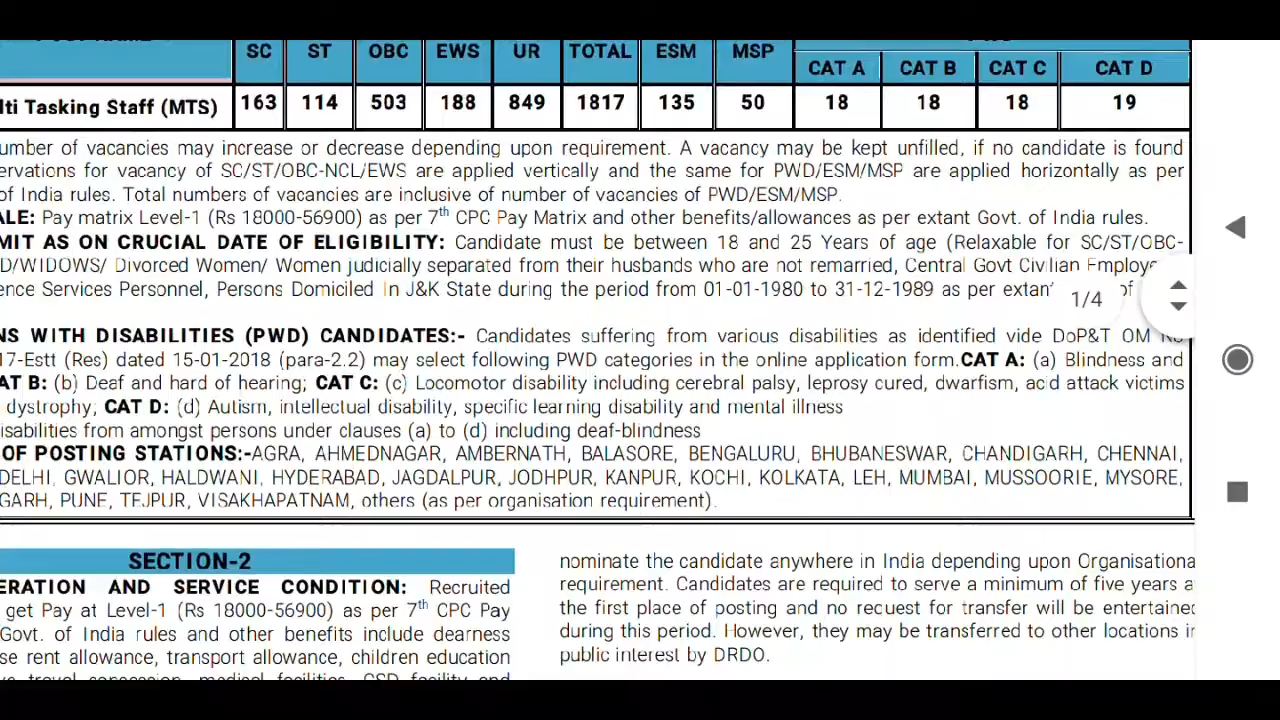 SC ST OBC EWS UR TOTAL ESM MSP
CAT A CAT B CAT C CAT D
lti Tasking Staff (MTS) 163 114 503 188 849 1817 135 50 18 18 18 19
umber of vacancies may increase or decrease depending upon requirement. A vacancy may be kept unfilled, if no candidate is found
ervations for vacancy of SC/ST/OBC-NCL/EWS are applied vertically and the same for PWD/ESM/MSP are applied horizontally as per
of India rules. Total numbers of vacancies are inclusive of number of vacancies of PWD/ESM/MSP.
ALE: Pay matrix Level-1 (Rs 18000-56900) as per 7th CPC Pay Matrix and other benefits/allowances as per extant Govt. of India rules.
MIT AS ON CRUCIAL DATE OF ELIGIBILITY: Candidate must be between 18 and 25 Years of age (Relaxable for SC/ST/OBC-
D/WIDOWS/ Divorced Women/ Women judicially separated from their husbands who are not remarried, Central Govt Civilian Employe
ence Services Personnel, Persons Domiciled In J&K State during the period from 01-01-1980 to 31-12-1989 as per extan of
1/4
NS WITH DISABILITIES (PWD) CANDIDATES:- Candidates suffering from various disabilities as identified vide DoP&T OM No
17-Estt (Res) dated 15-01-2018 (para-2.2) may select following PWD categories in the online application form.CAT A: (a) Blindness and
AT B: (b) Deaf and hard of hearing; CAT C: (c) Locomotor disability including cerebral palsy, leprosy cured, dwarfism, acid attack victims
dystrophy; CAT D: (d) Autism, intellectual disability, specific learning disability and mental illness
isabilities from amongst persons under clauses (a) to (d) including deaf-blindness
OF POSTING STATIONS:-AGRA, AHMEDNAGAR, AMBERNATH, BALASORE, BENGALURU, BHUBANESWAR, CHANDIGARH, CHENNAI,
DELHI, GWALIOR, HALDWANI, HYDERABAD, JAGDALPUR, JODHPUR, KANPUR, KOCHI, KOLKATA, LEH, MUMBAI, MUSSOORIE, MYSORE,
GARH, PUNE, TEJPUR, VISAKHAPATNAM, others (as per organisation requirement).
SECTION-2
ERATION AND SERVICE CONDITION: Recruited
get Pay at Level-1 (Rs 18000-56900) as per 7th CPC Pay
Govt. of India rules and other benefits include dearness
se rent allowance, transport allowance, children education
travel concession, medical facilities, CSD facility and
nominate the candidate anywhere in India depending upon Organisationa
requirement. Candidates are required to serve a minimum of five years a
the first place of posting and no request for transfer will be entertained
during this period. However, they may be transferred to other locations in
public interest by DRDO.